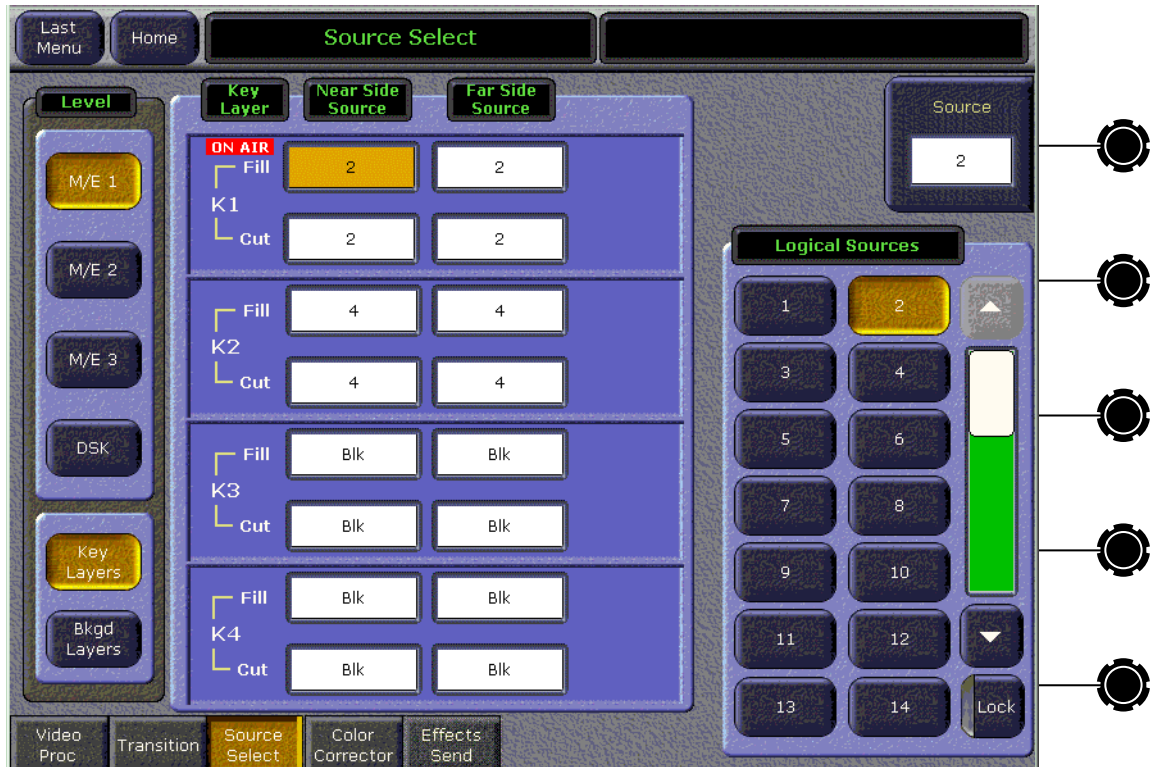 Last
Menu
Home
Source Select
Level
M/E 1
M/E 2
M/E 3
DSK
Key
Layers
Bkgd
Layers
Key
Layer
Near Side
Source
Far Side
Source
ON AIR
Fill
2
2
K1
Cut
2
2
Fill
4
4
K2
Cut
4
4
Fill
Blk
Blk
K3
Cut
Blk
Blk
Fill
Blk
Blk
K4
Cut
Blk
Blk
Source
2
Logical Sources
1
2
3
4
5
6
7
8
9
10
11
12
13
14
Lock
Video
Proc
Transition
Source
Select
Color
Corrector
Effects
Send